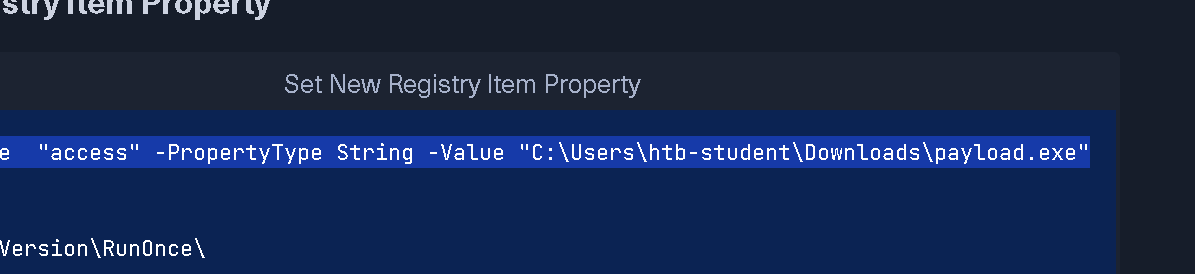 stry Item Property
Set New Registry Item Property
e  "access" -PropertyType String -Value "C:\Users\htb-student\Downloads\payload.exe"
Version\RunOnce\